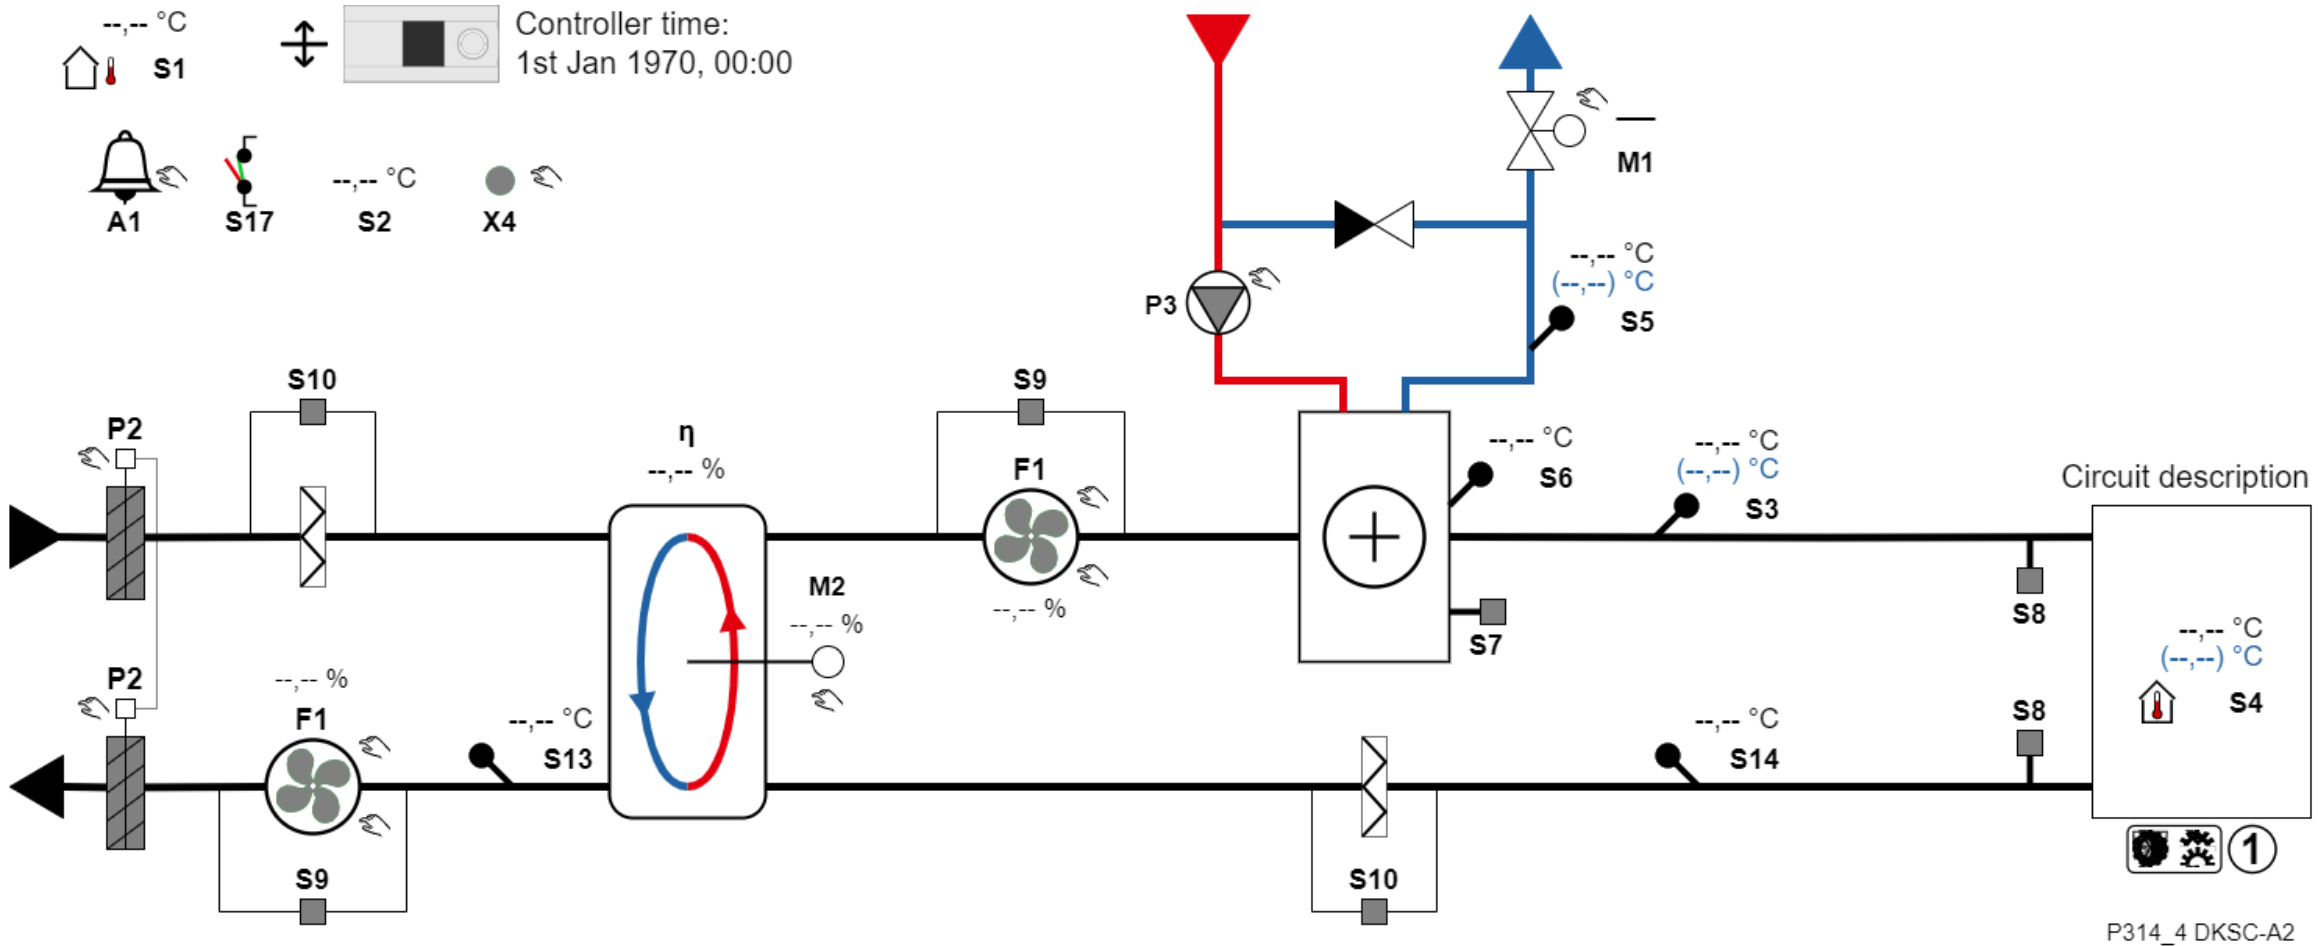 --,-- °C
S1
Controller time:
1st Jan 1970, 00:00
A1
S17
--,-- °C
S2
X4
M1
--,-- °C
(--,--) °C
S5
P3
S10
P2
η
--,-- %
S9
F1
--,-- %
--,-- °C
S6
--,-- °C
(--,--) °C
S3
Circuit description
M2
--,-- %
S7
S8
--,-- °C
(--,--) °C
S4
P2
--,-- %
F1
--,-- °C
S13
--,-- °C
S14
S8
S9
S10
1
P314_4 DKSC-A2